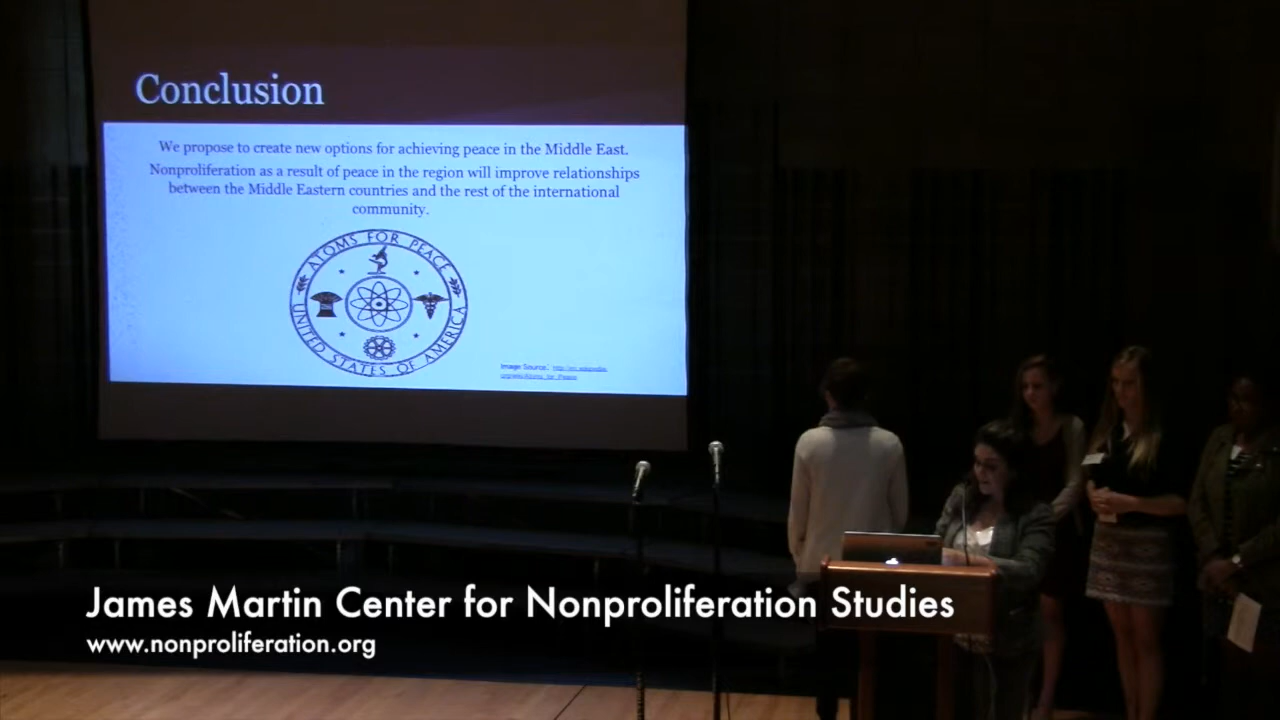 Conclusion
We propose to create new options for achieving peace in the Middle East.
Nonproliferation as a result of peace in the region will improve relationships
between the Middle Eastern countries and the rest of the international
community.
ATOMS FOR PEACE
UNITED STATES OF AMERICA
Image Source:
James Martin Center for Nonproliferation Studies
www.nonproliferation.org